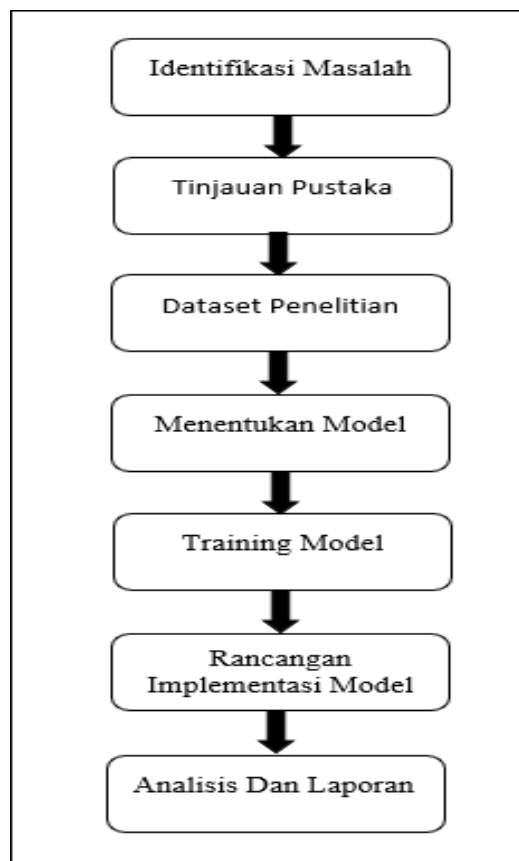 Identifikasi Masalah
Tinjauan Pustaka
Dataset Penelitian
Menentukan Model
Training Model
Rancangan
Implementasi Model
Analisis Dan Laporan